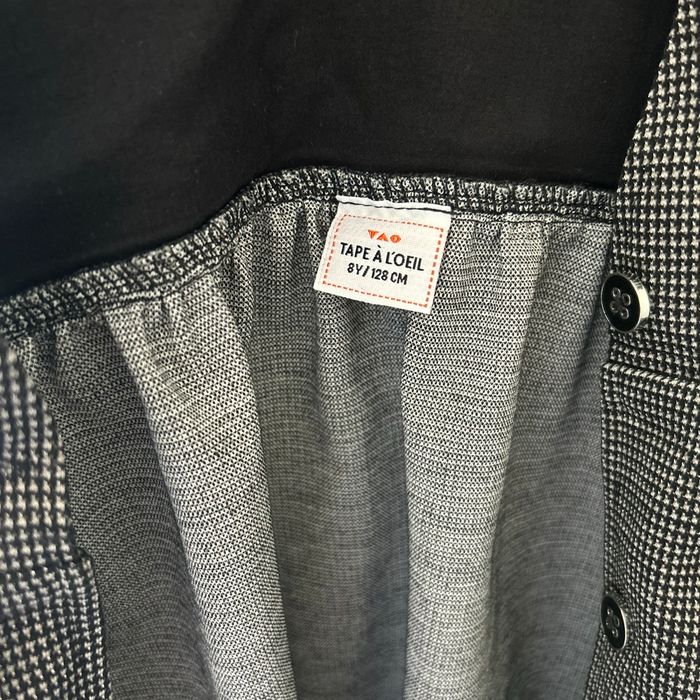 TAO
TAPE À L'OEIL
8Y/128 CM